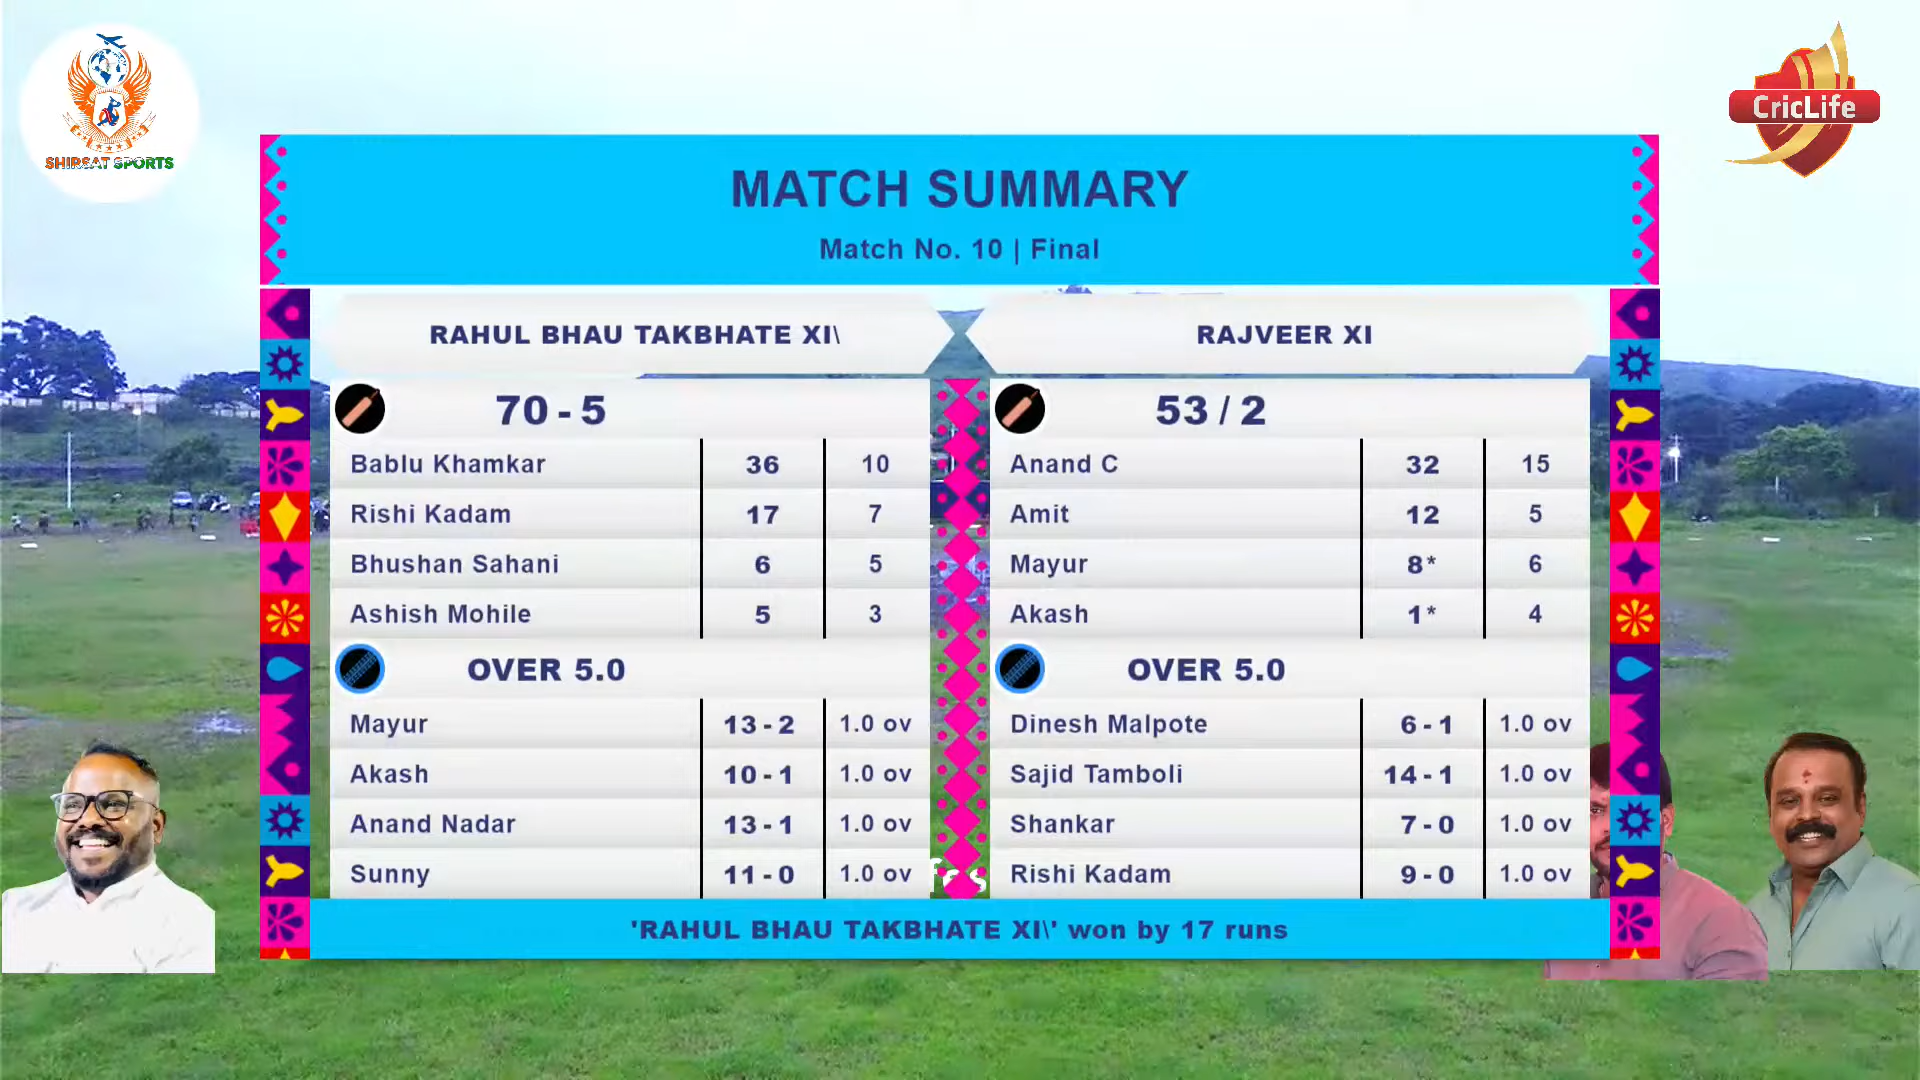 SHIRSAT SPORTS
CricLife
MATCH SUMMARY
Match No. 10 | Final
RAHUL BHAU TAKBHATE XI\
70 - 5
Bablu Khamkar 36 10
Rishi Kadam 17 7
Bhushan Sahani 6 5
Ashish Mohile 5 3
OVER 5.0
Mayur 13 - 2 1.0 ov
Akash 10 - 1 1.0 ov
Anand Nadar 13 - 1 1.0 ov
Sunny 11 - 0 1.0 ov
RAJVEER XI
53 / 2
Anand C 32 15
Amit 12 5
Mayur 8* 6
Akash 1* 4
OVER 5.0
Dinesh Malpote 6 - 1 1.0 ov
Sajid Tamboli 14 - 1 1.0 ov
Shankar 7 - 0 1.0 ov
Rishi Kadam 9 - 0 1.0 ov
'RAHUL BHAU TAKBHATE XI\' won by 17 runs